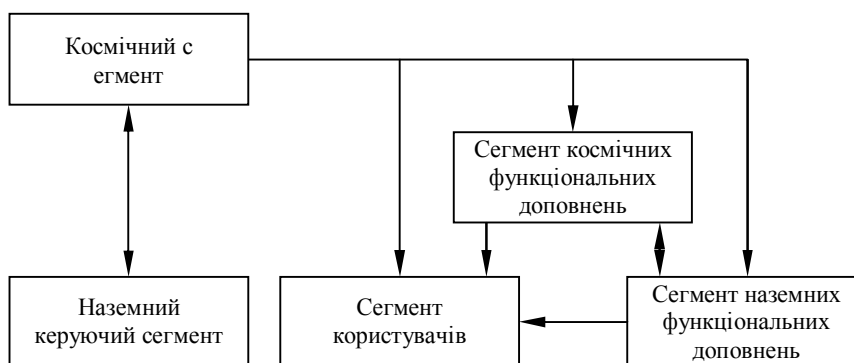 Космічний с
егмент
Сегмент космічних
функціональних
доповнень
Наземний
керуючий сегмент
Сегмент
користувачів
Сегмент наземних
функціональних
доповнень